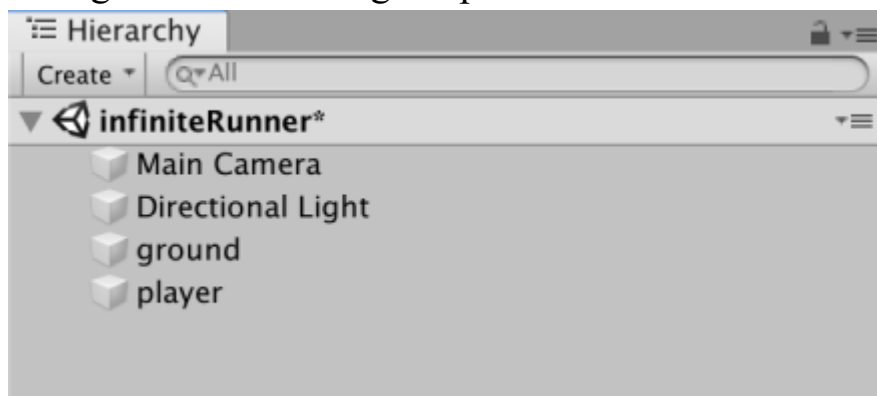 Hierarchy
Create All
infiniteRunner*
Main Camera
Directional Light
ground
player